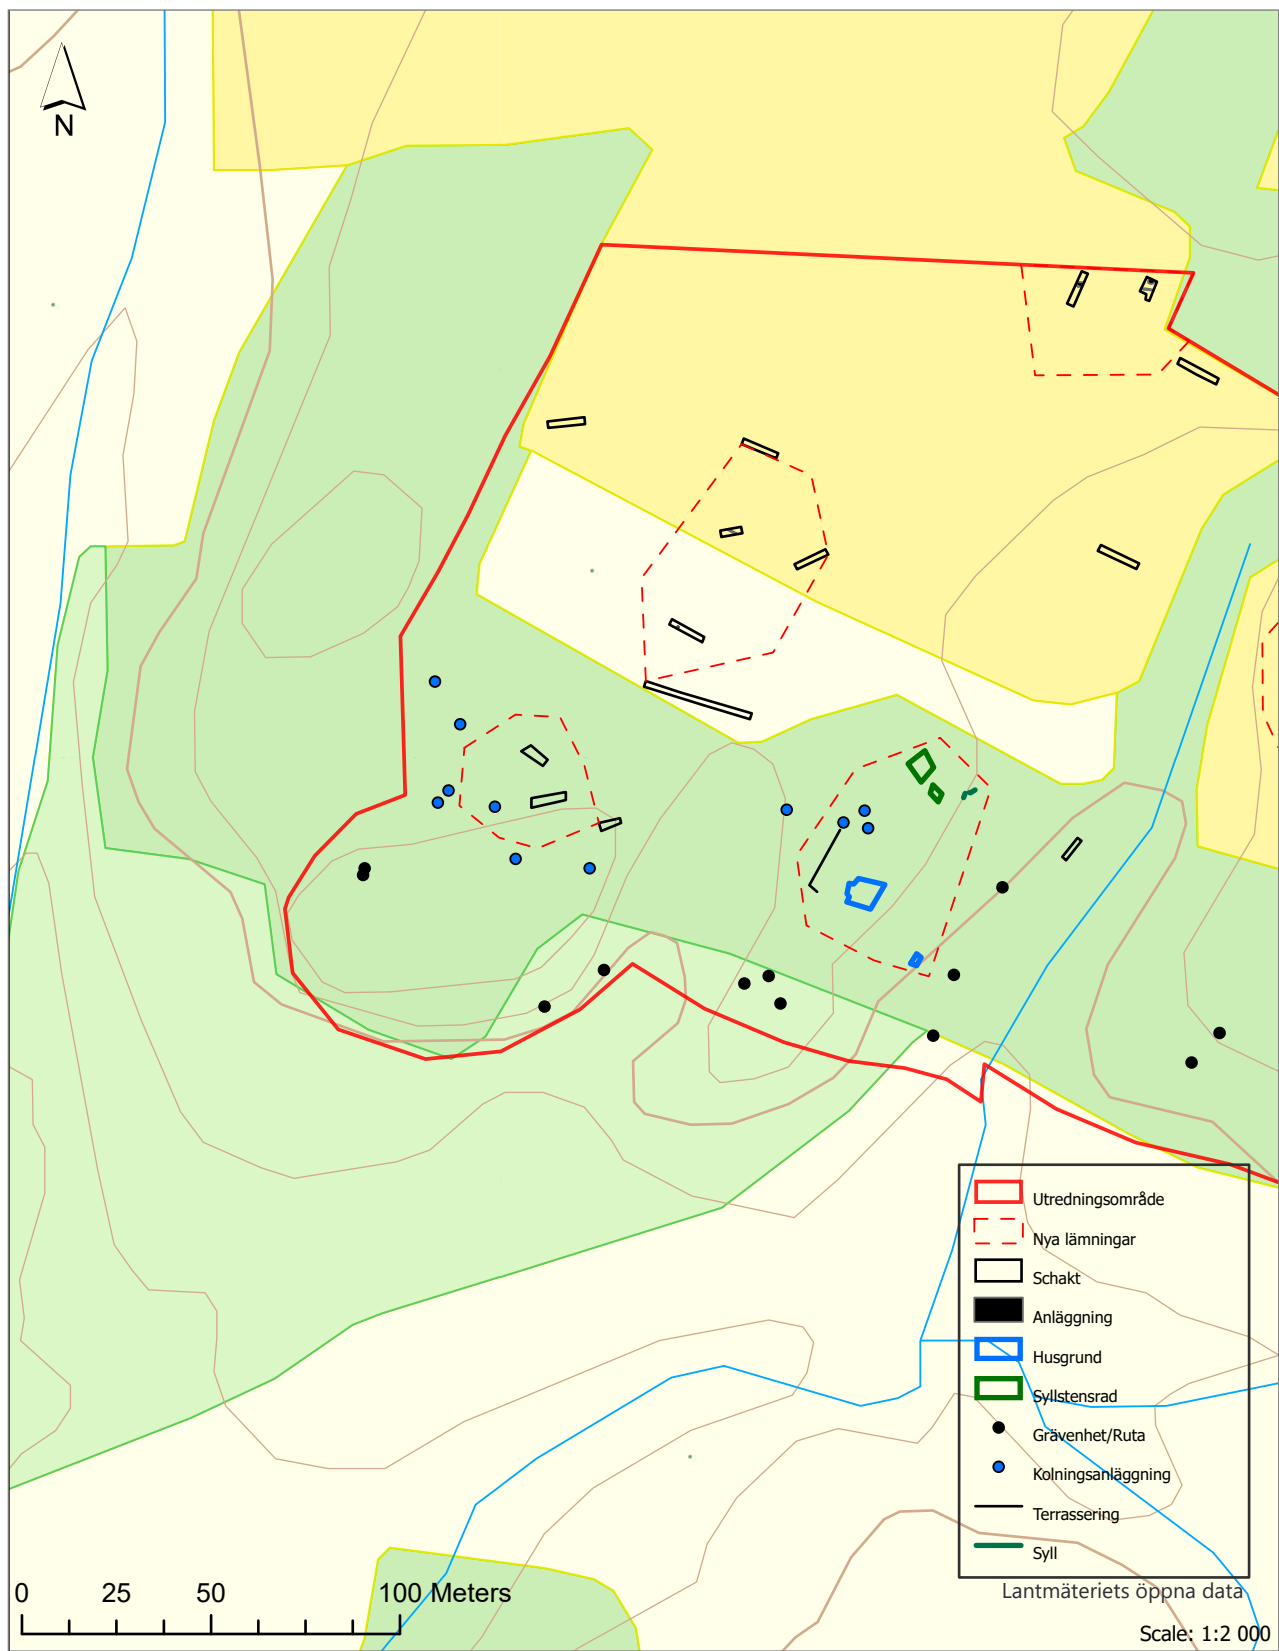 N
Utredningsområde
Nya lämningar
Schakt
Anläggning
Husgrund
Syllstensrad
Grävenhet/Ruta
Kolningsanläggning
Terrassering
Syll
0 25 50 100 Meters
Lantmäteriets öppna data
Scale: 1:2 000